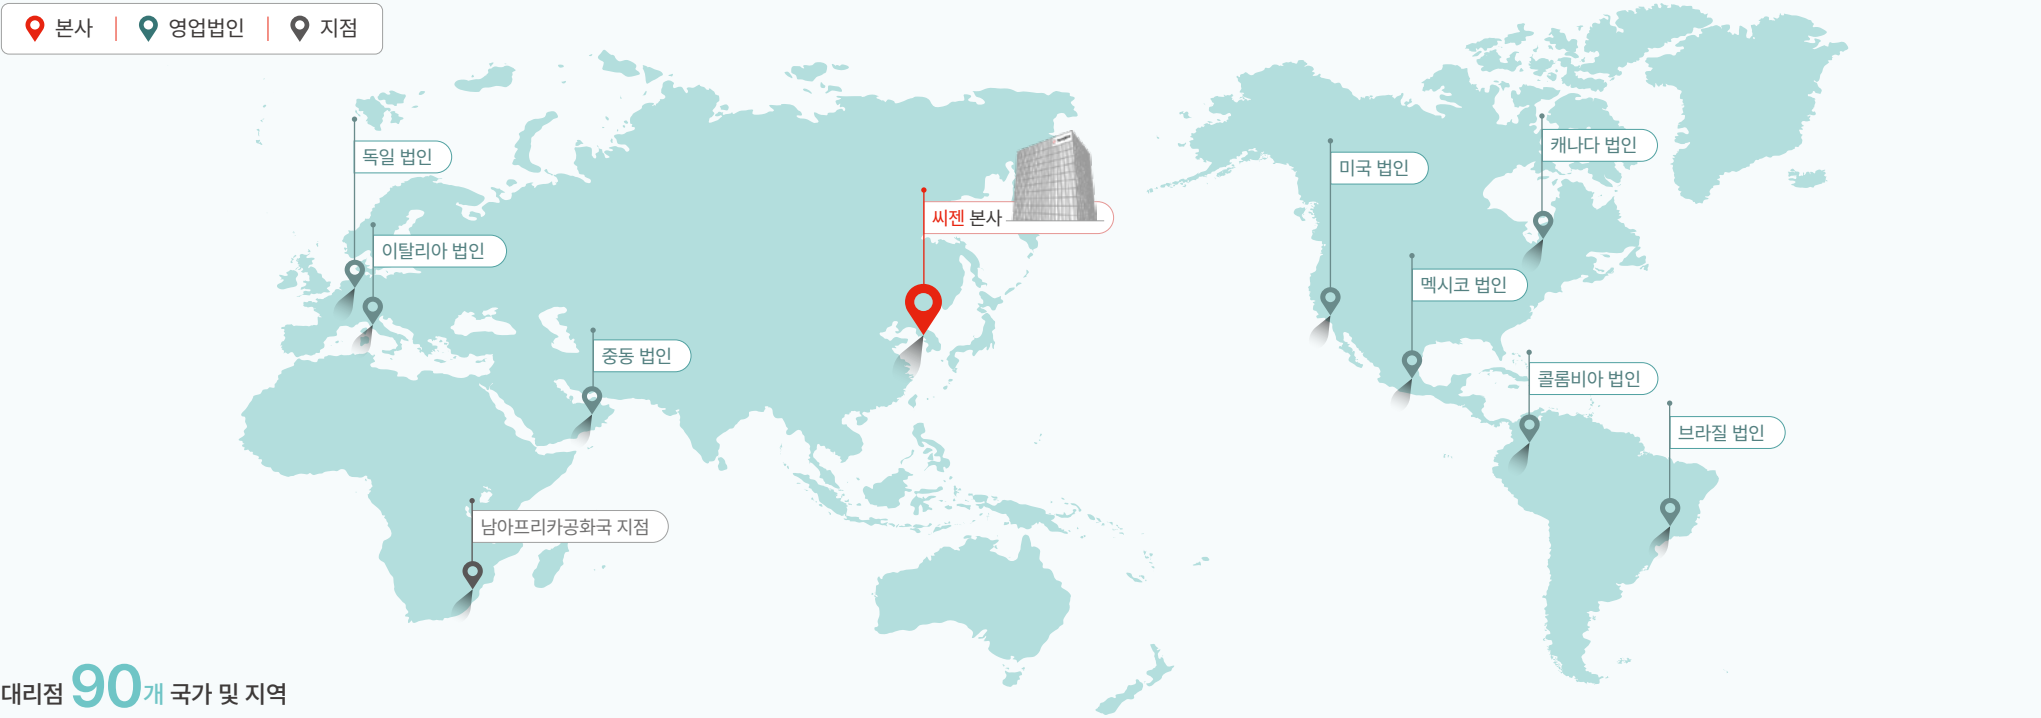 본사 | 영업법인 | 지점
캐나다 법인
독일 법인
미국 법인
씨젠 본사
이탈리아 법인
멕시코 법인
중동 법인
콜롬비아 법인
브라질 법인
남아프리카공화국 지점
대리점 90개 국가 및 지역